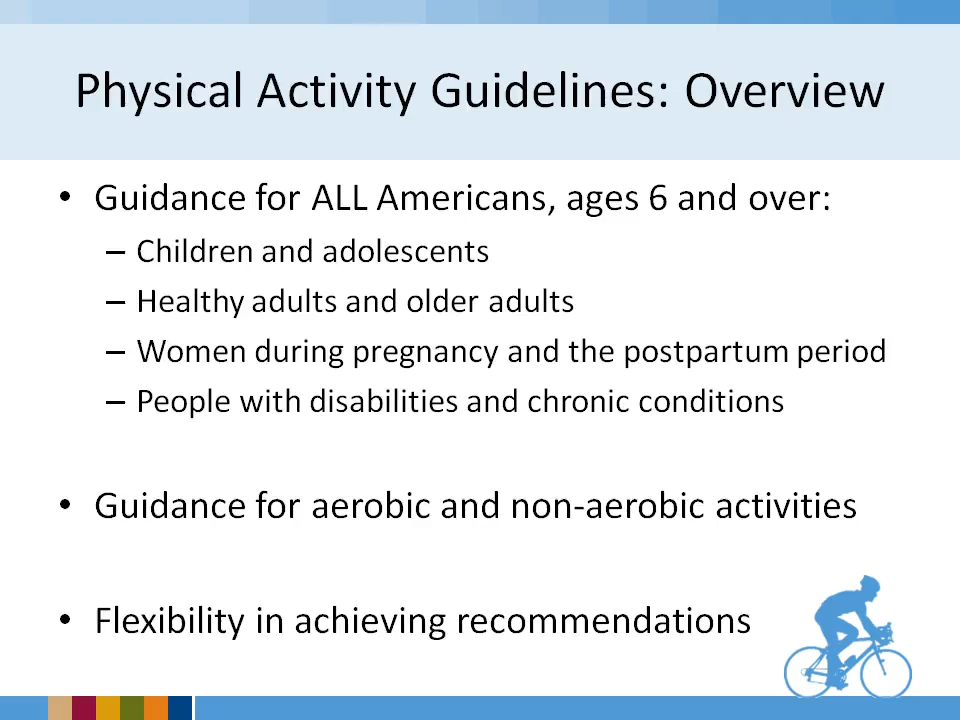 Physical Activity Guidelines: Overview
• Guidance for ALL Americans, ages 6 and over:
– Children and adolescents
– Healthy adults and older adults
– Women during pregnancy and the postpartum period
– People with disabilities and chronic conditions
• Guidance for aerobic and non-aerobic activities
• Flexibility in achieving recommendations